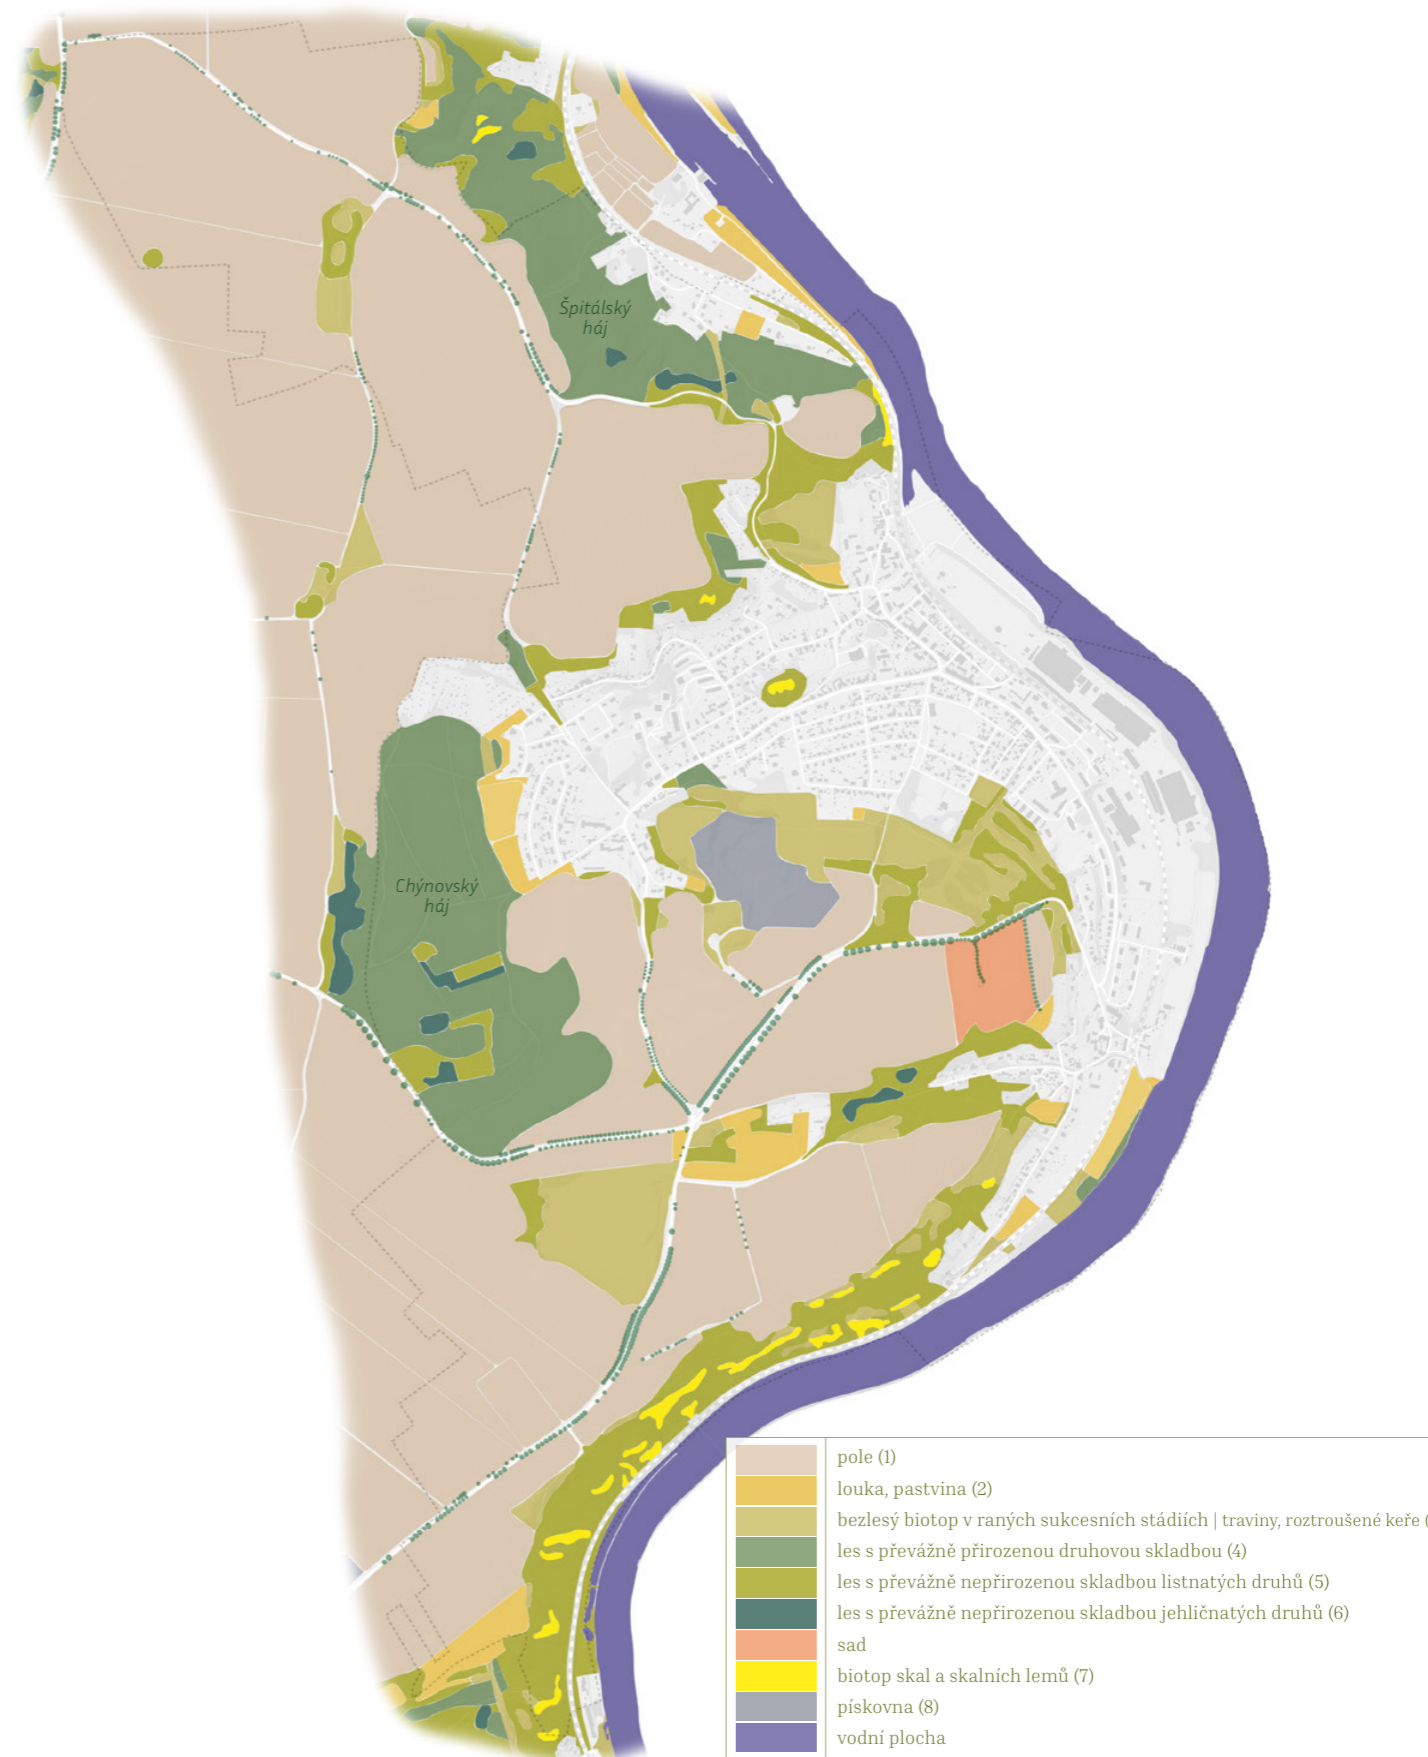 Špitálský
háj
Chýnovský
háj
pole (1)
louka, pastvina (2)
bezlesý biotop v raných sukcesních stádiích | traviny, roztroušené keře (
les s převážně přirozenou druhovou skladbou (4)
les s převážně nepřirozenou skladbou listnatých druhů (5)
les s převážně nepřirozenou skladbou jehličnatých druhů (6)
sad
biotop skal a skalních lemů (7)
pískovna (8)
vodní plocha